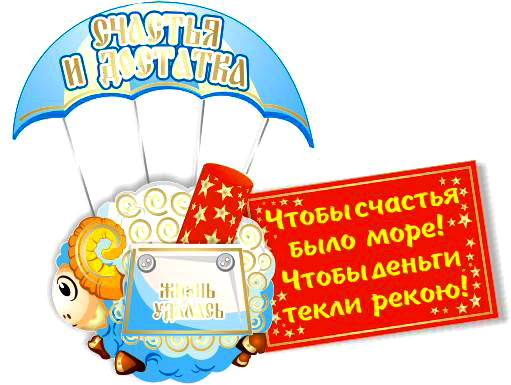 СЧАСТЬЯ
И ДОСТАТКА
Чтобы счастья
было море!
Чтобы деньги
текли рекою!
ЖИЗНЬ
УДАЛАСЬ